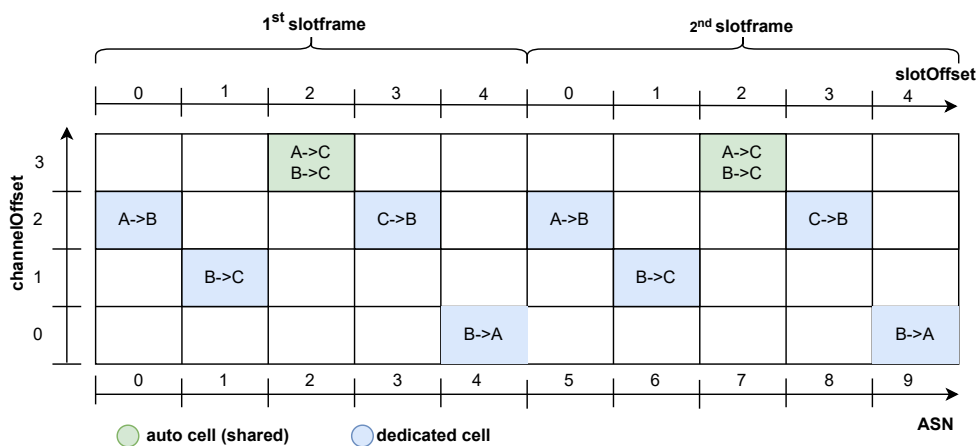 1st slotframe
2nd slotframe
slotOffset
0 1 2 3 4 0 1 2 3 4
channelOffset
3
A->C
B->C
A->C
B->C
2
A->B
C->B
A->B
C->B
1
B->C
B->C
0
B->A
B->A
0 1 2 3 4 5 6 7 8 9
ASN
auto cell (shared)
dedicated cell